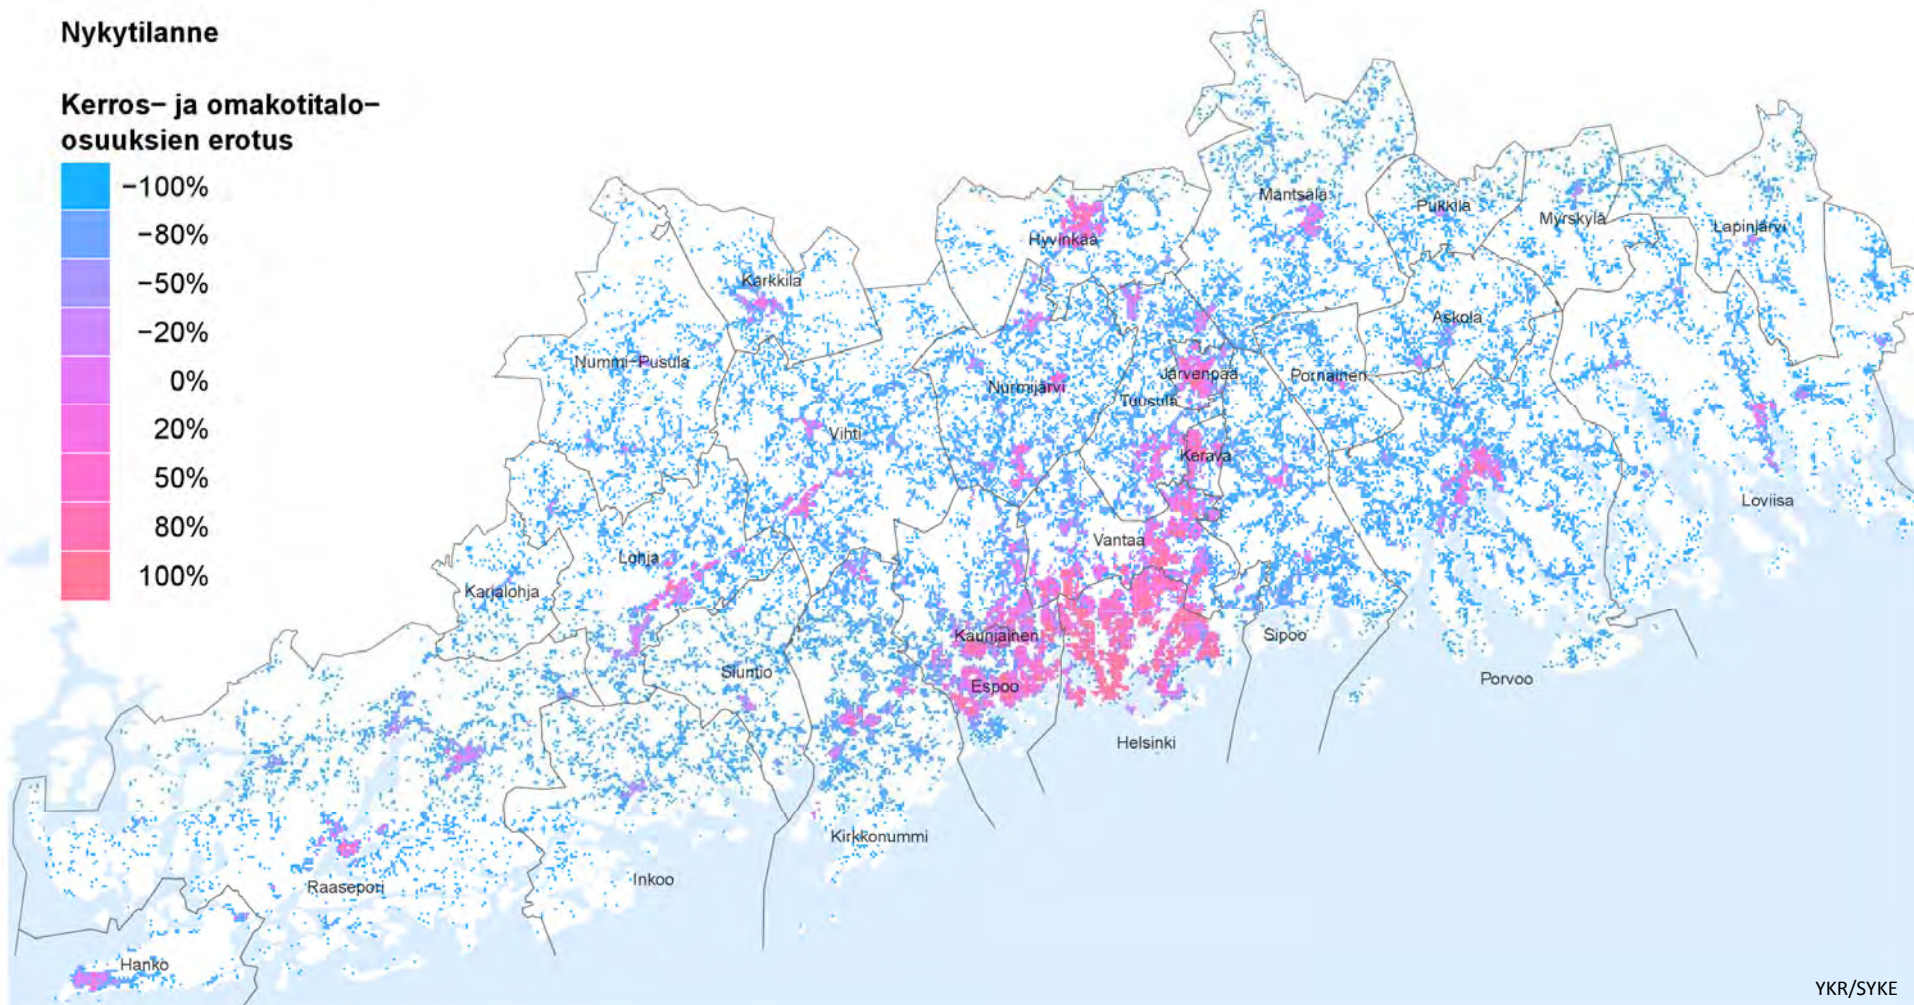 Nykytilanne
Kerros- ja omakotitalo-
osuuksien erotus
-100%
-80%
-50%
-20%
0%
20%
50%
80%
100%
Mäntsälä
Pukkila
Myrskylä
Lapinjärvi
Hyvinkää
Karkkila
Askola
Nummi-Pusula
Nurmijärvi
Järvenpää
Pornainen
Tuusula
Vihti
Kerava
Loviisa
Vantaa
Lohja
Karjalohja
Kauniainen
Sipoo
Siuntio
Espoo
Porvoo
Helsinki
Kirkkonummi
Inkoo
Raasepori
Hanko
YKR/SYKE